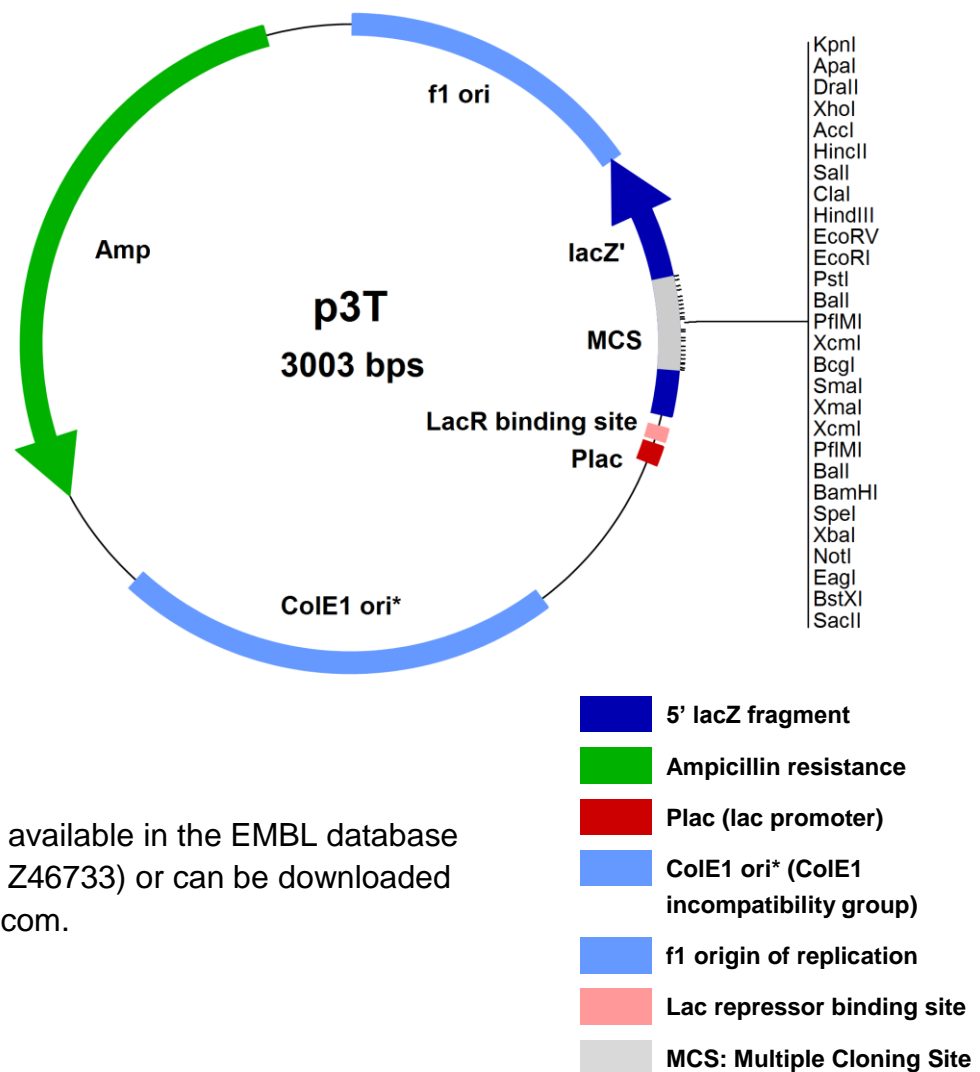 f1 ori
Amp
lacZ'
p3T
MCS
3003 bps
LacR binding site
Plac
ColE1 ori*
KpnI
ApaI
DraII
XhoI
AccI
HincII
SalI
ClaI
HindIII
EcoRV
EcoRI
PstI
BalI
PflMI
XcmI
BcgI
SmaI
XmaI
XcmI
PflMI
BalI
BamHI
SpeI
XbaI
NotI
EagI
BstXI
SacII
5’ lacZ fragment
Ampicillin resistance
Plac (lac promoter)
ColE1 ori* (ColE1
incompatibility group)
f1 origin of replication
Lac repressor binding site
MCS: Multiple Cloning Site
available in the EMBL database
Z46733) or can be downloaded
com.